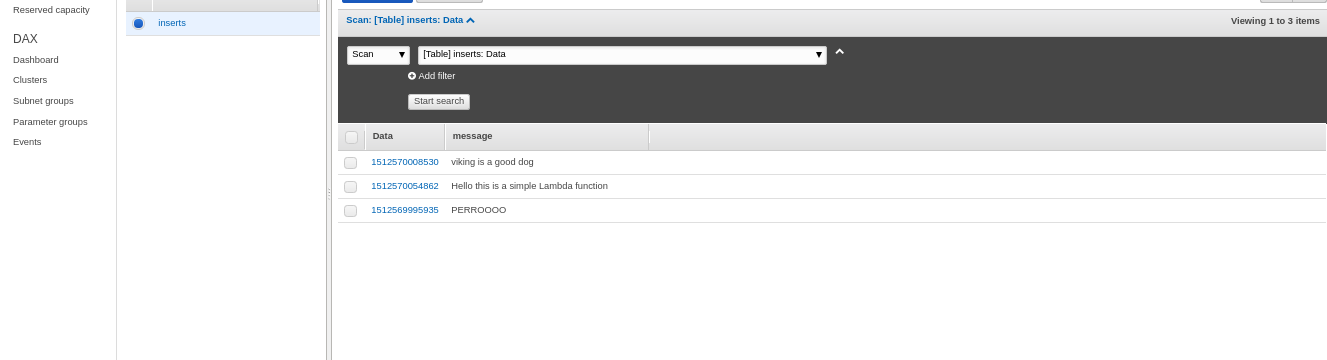 Reserved capacity
DAX
Dashboard
Clusters
Subnet groups
Parameter groups
Events
inserts
Scan: [Table] inserts: Data
Viewing 1 to 3 items
Scan
[Table] inserts: Data
Add filter
Start search
Data message
1512570008530 viking is a good dog
1512570054862 Hello this is a simple Lambda function
1512569995935 PERROOOO